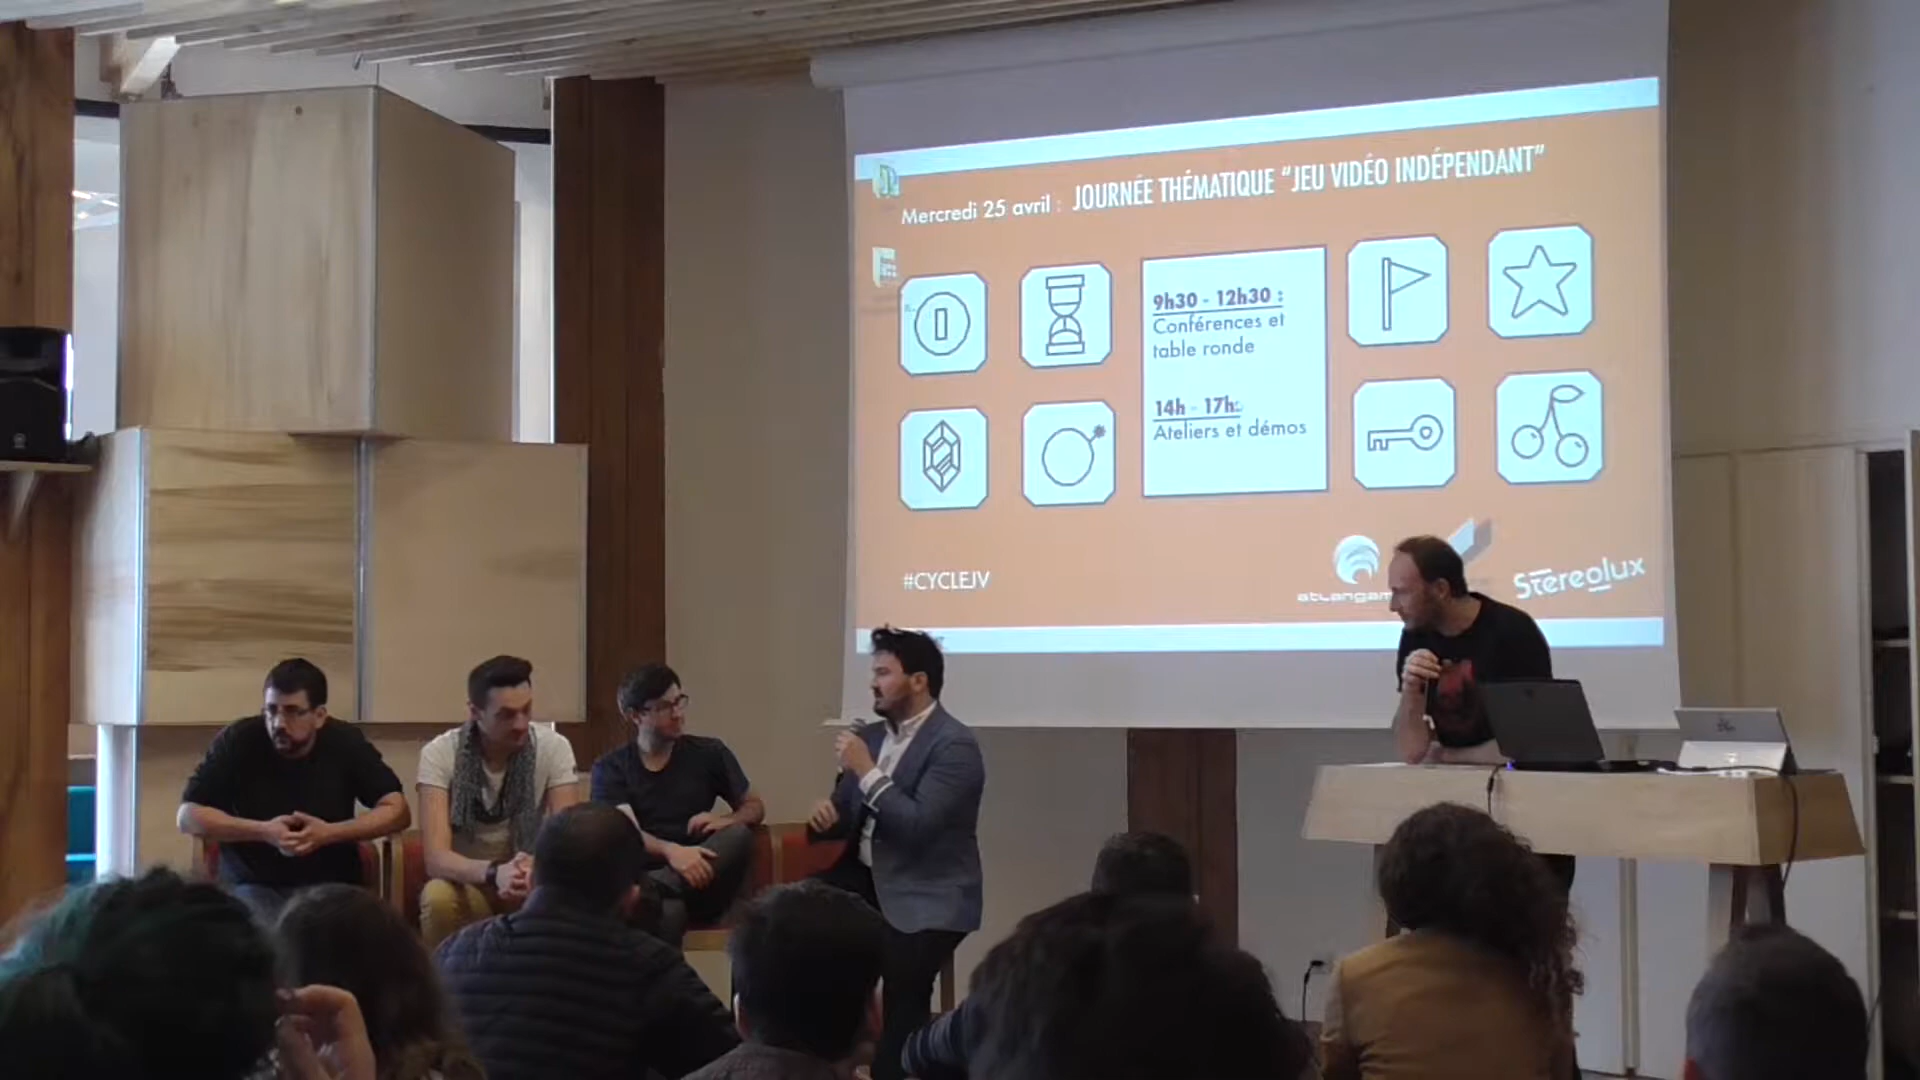 Mercredi 25 avril : JOURNÉE THÉMATIQUE "JEU VIDÉO INDÉPENDANT"
9h30 - 12h30 :
Conférences et
table ronde
14h - 17h:
Ateliers et démos
#CYCLEJV
Stereolux